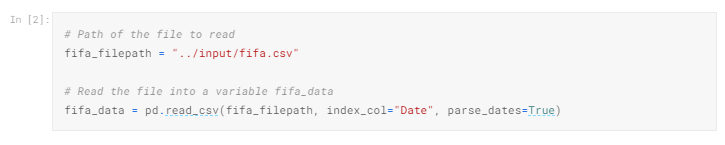 In [2]:
# Path of the file to read
fifa_filepath = "../input/fifa.csv"
# Read the file into a variable fifa_data
fifa_data = pd.read_csv(fifa_filepath, index_col="Date", parse_dates=True)